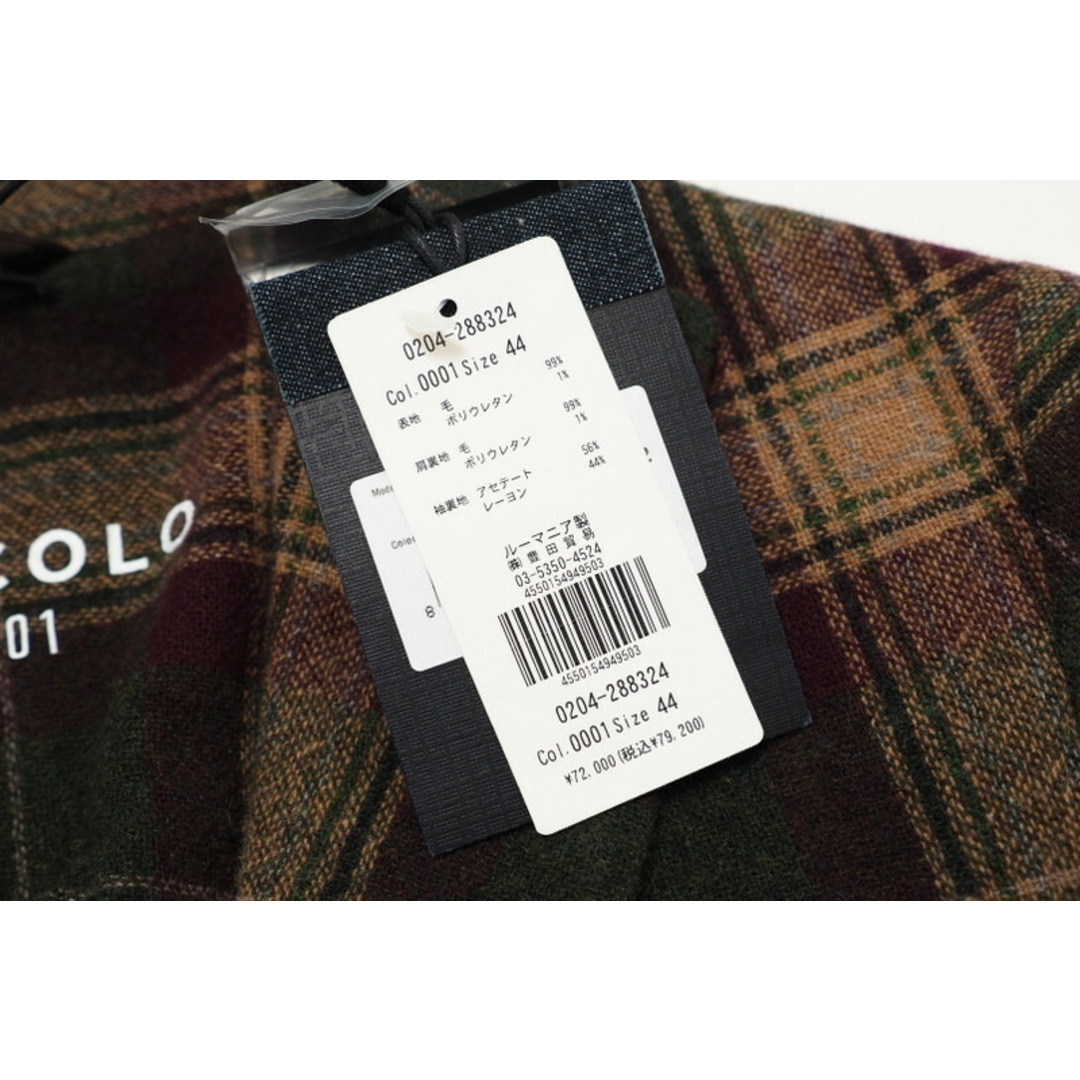 0204-288324
Col.0001 Size 44
表地 毛 99%
ポリウレタン 1%
肩裏地 毛 99%
ポリウレタン 1%
袖裏地 アセテート 56%
レーヨン 44%
ルーマニア製
㈱ 豊田貿易
03-5350-4524
4550154949503
4550154949503
0204-288324
Col.0001 Size 44
¥72,000(税込¥79,200)
Mode
Colou
8
COLO
01